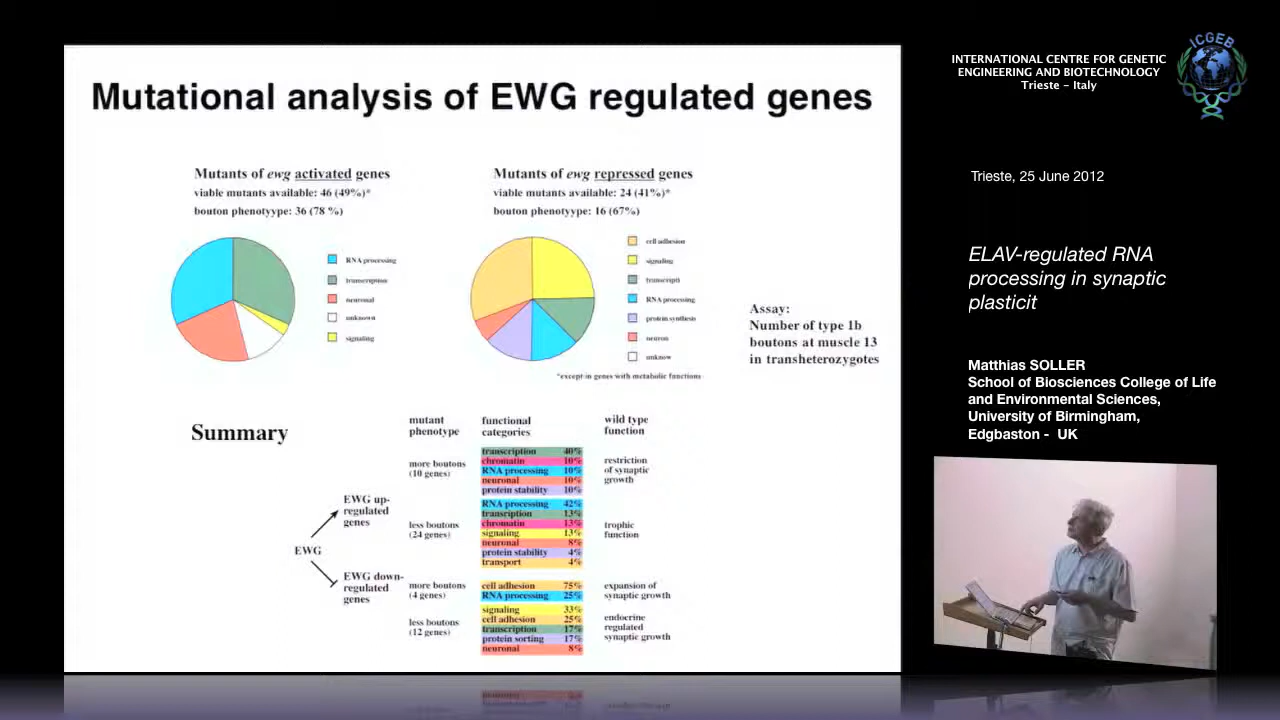 Mutational analysis of EWG regulated genes
Mutants of ewg activated genes
viable mutants available: 46 (49%)*
bouton phenotyype: 36 (78 %)
RNA processing
transcription
neuronal
unknown
signaling
Mutants of ewg repressed genes
viable mutants available: 24 (41%)*
bouton phenotyype: 16 (67%)
cell adhesion
signaling
transcripti
RNA processing
protein synthesis
neuron
unknow
*except in genes with metabolic functions
Assay:
Number of type 1b
boutons at muscle 13
in transheterozygotes
Summary
mutant
phenotype
functional
categories
wild type
function
EWG
EWG up-
regulated
genes
more boutons
(10 genes)
transcription 40%
chromatin 10%
RNA processing 10%
neuronal 10%
protein stability 10%
restriction
of synaptic
growth
less boutons
(24 genes)
RNA processing 42%
transription 13%
chromatin 13%
signaling 13%
neuronal 8%
protein stability 4%
transport 4%
trophic
function
EWG down-
regulated
genes
more boutons
(4 genes)
cell adhesion 75%
RNA processing 25%
expansion of
synaptic growth
less boutons
(12 genes)
signaling 33%
cell adhesion 25%
transcription 17%
protein sorting 17%
neuronal 8%
endocrine
regulated
synaptic growth
INTERNATIONAL CENTRE FOR GENETIC
ENGINEERING AND BIOTECHNOLOGY
Trieste – Italy
ICGEB
Trieste, 25 June 2012
ELAV-regulated RNA
processing in synaptic
plasticit
Matthias SOLLER
School of Biosciences College of Life
and Environmental Sciences,
University of Birmingham,
Edgbaston - UK